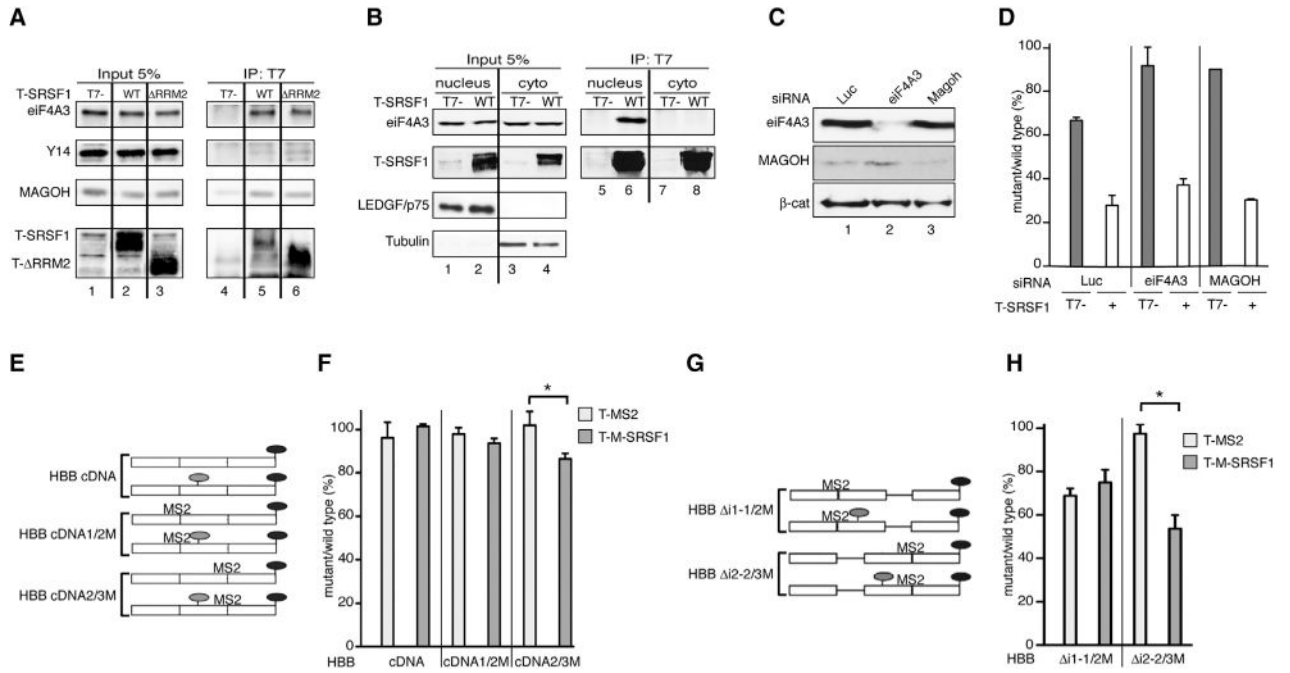 A
Input 5% IP: T7
T-SRSF1 T7- WT ΔRRM2 T7- WT ΔRRM2
eiF4A3
Y14
MAGOH
T-SRSF1
T-ΔRRM2
1 2 3 4 5 6
B
Input 5% IP: T7
nucleus cyto nucleus cyto
T-SRSF1 T7- WT T7- WT T7- WT T7- WT
eiF4A3
T-SRSF1
5 6 7 8
LEDGF/p75
Tubulin
1 2 3 4
C
siRNA Luc eiF4A3 Magoh
eiF4A3
MAGOH
β-cat
1 2 3
D
mutant/wild type (%)
100
80
60
40
20
0
siRNA Luc eiF4A3 MAGOH
T-SRSF1 T7- + T7- + T7- +
E
HBB cDNA
MS2
HBB cDNA1/2M
MS2
MS2
HBB cDNA2/3M
MS2
F
*
T-MS2
T-M-SRSF1
mutant/wild type (%)
100
80
60
40
20
0
HBB cDNA cDNA1/2M cDNA2/3M
G
MS2
HBB Δi1-1/2M
MS2
MS2
HBB Δi2-2/3M
MS2
H
*
T-MS2
T-M-SRSF1
mutant/wild type (%)
100
80
60
40
20
0
HBB Δi1-1/2M Δi2-2/3M